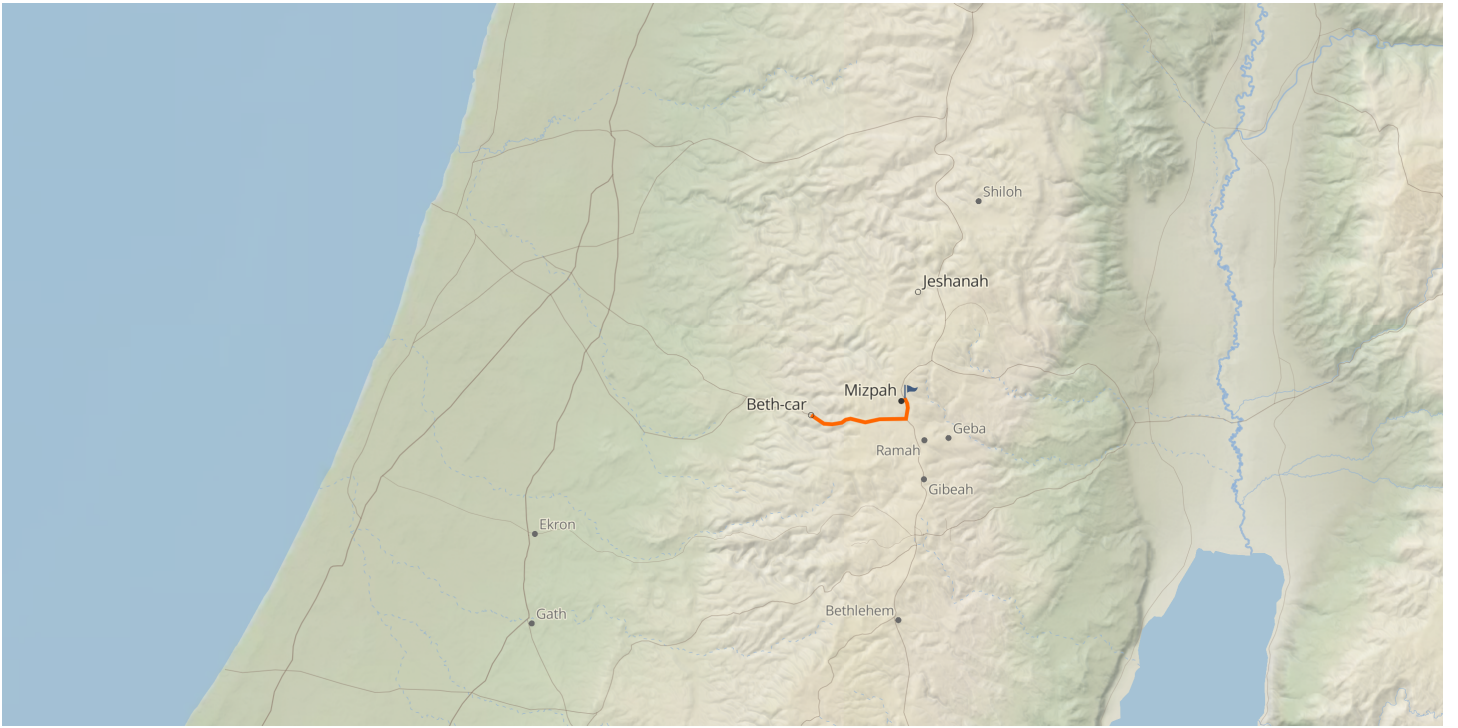 Shiloh
Jeshanah
Mizpah
Beth-car
Geba
Ramah
Gibeah
Ekron
Gath
Bethlehem